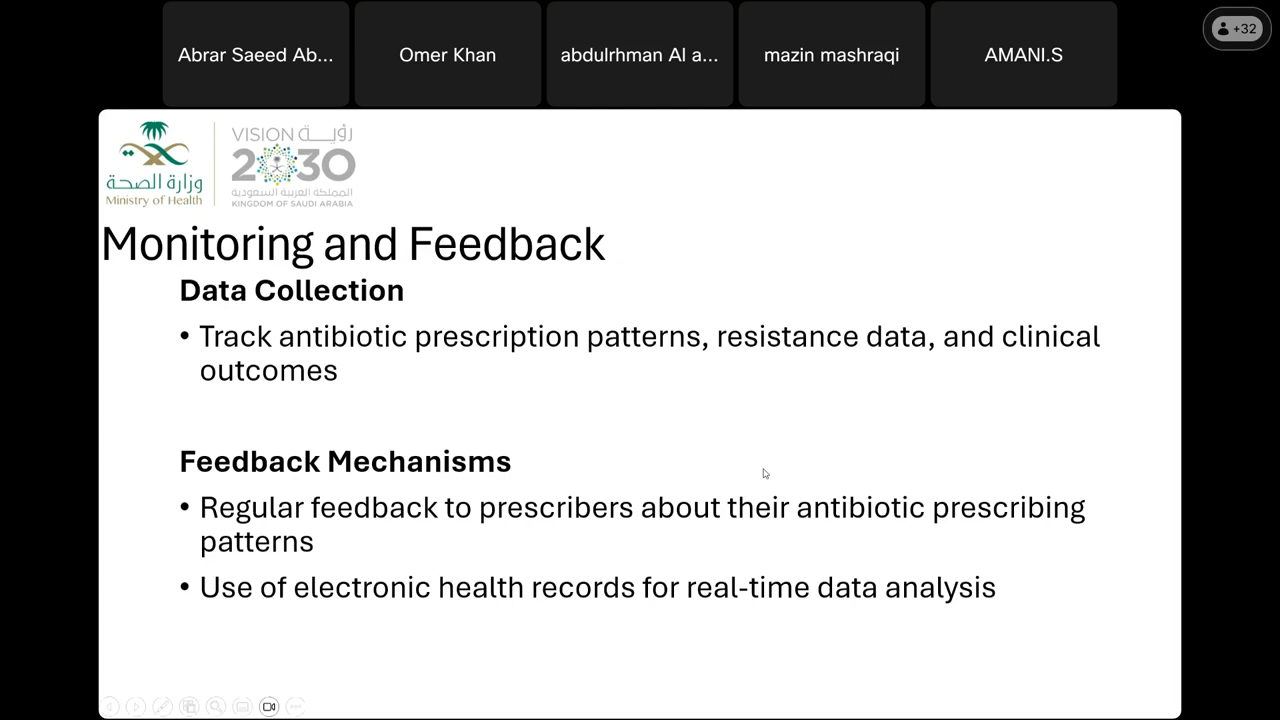 Abrar Saeed Ab...
Omer Khan
abdulrhman Al a...
mazin mashraqi
AMANI.S
+32
وزارة الصحة
Ministry of Health
VISION رؤيـــة
2030
المملكة العربية السعودية
KINGDOM OF SAUDI ARABIA
Monitoring and Feedback
Data Collection
• Track antibiotic prescription patterns, resistance data, and clinical
outcomes
Feedback Mechanisms
• Regular feedback to prescribers about their antibiotic prescribing
patterns
• Use of electronic health records for real-time data analysis